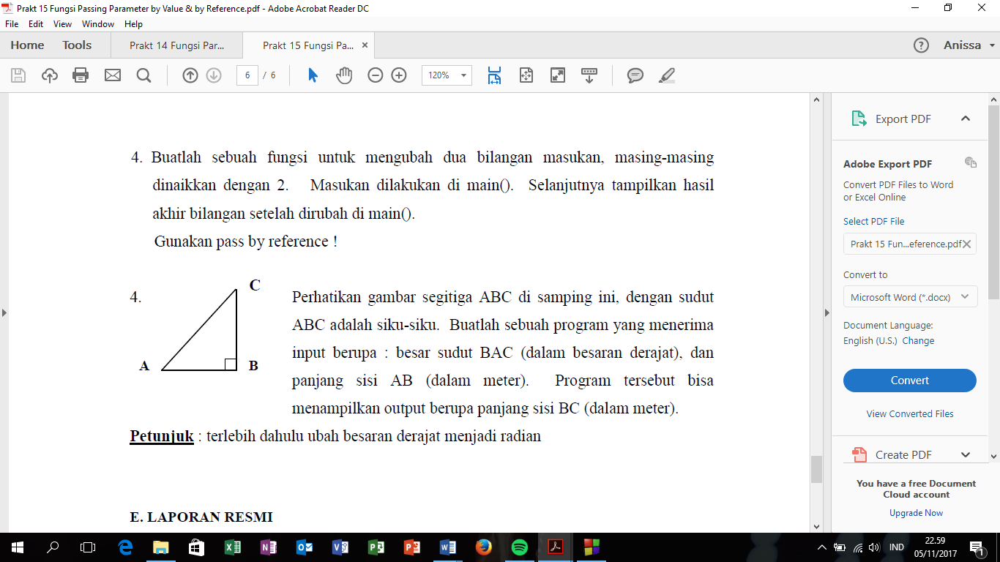 Prakt 15 Fungsi Passing Parameter by Value & by Reference.pdf - Adobe Acrobat Reader DC
File Edit View Window Help
Home Tools Prakt 14 Fungsi Par... Prakt 15 Fungsi Pa... × ? Anissa
6 / 6 120%
4. Buatlah sebuah fungsi untuk mengubah dua bilangan masukan, masing-masing
dinaikkan dengan 2. Masukan dilakukan di main(). Selanjutnya tampilkan hasil
akhir bilangan setelah dirubah di main().
Gunakan pass by reference !
4.
C
A
B
Perhatikan gambar segitiga ABC di samping ini, dengan sudut
ABC adalah siku-siku. Buatlah sebuah program yang menerima
input berupa : besar sudut BAC (dalam besaran derajat), dan
panjang sisi AB (dalam meter). Program tersebut bisa
menampilkan output berupa panjang sisi BC (dalam meter).
Petunjuk : terlebih dahulu ubah besaran derajat menjadi radian
E. LAPORAN RESMI
Export PDF
Adobe Export PDF
Convert PDF Files to Word
or Excel Online
Select PDF File
Prakt 15 Fun...eference.pdf
Convert to
Microsoft Word (*.docx)
Document Language:
English (U.S.) Change
Convert
View Converted Files
Create PDF
You have a free Document
Cloud account
Upgrade Now
IND
22.59
05/11/2017
1